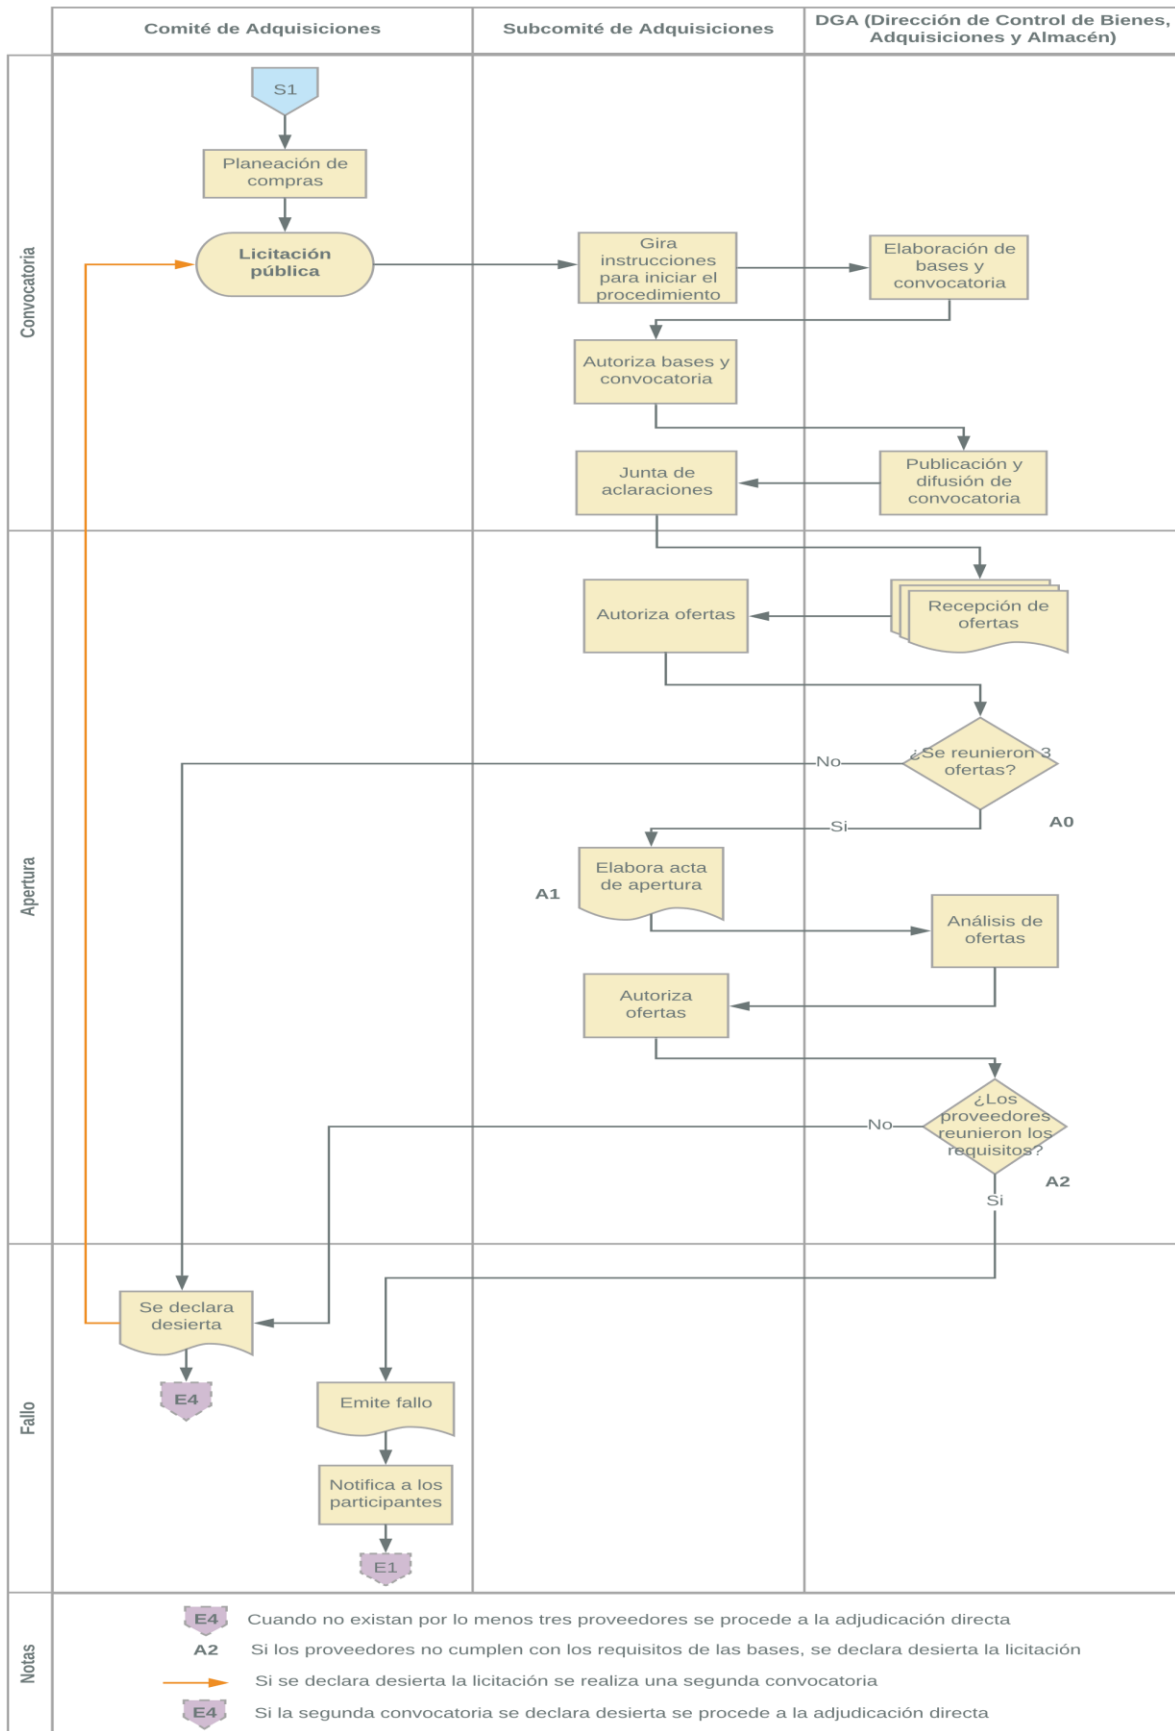 Comité de Adquisiciones
Subcomité de Adquisiciones
DGA (Dirección de Control de Bienes,
Adquisiciones y Almacén)
Convocatoria
S1
Planeación de
compras
Licitación
pública
Gira
instrucciones
para iniciar el
procedimiento
Elaboración de
bases y
convocatoria
Autoriza bases y
convocatoria
Publicación y
difusión de
convocatoria
Junta de
aclaraciones
Apertura
Recepción de
ofertas
Autoriza ofertas
¿Se reunieron 3
ofertas?
No
A0
Si
Elabora acta
de apertura
A1
Análisis de
ofertas
Autoriza
ofertas
¿Los
proveedores
reunieron los
requisitos?
No
A2
Si
Fallo
Se declara
desierta
E4
Emite fallo
Notifica a los
participantes
E1
Notas
E4 Cuando no existan por lo menos tres proveedores se procede a la adjudicación directa
A2 Si los proveedores no cumplen con los requisitos de las bases, se declara desierta la licitación
Si se declara desierta la licitación se realiza una segunda convocatoria
E4 Si la segunda convocatoria se declara desierta se procede a la adjudicación directa